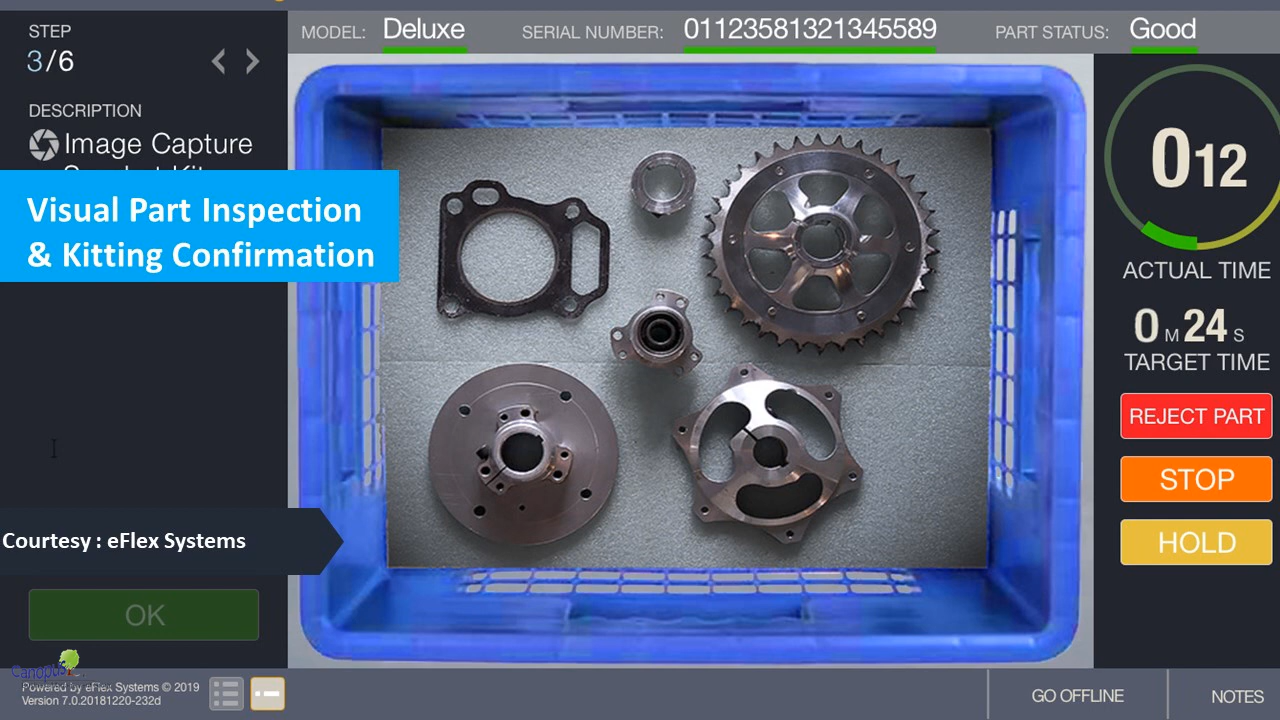 STEP
3/6
DESCRIPTION
Image Capture
Visual Part Inspection
& Kitting Confirmation
Courtesy : eFlex Systems
OK
Canopus
Powered by eFlex Systems © 2019
Version 7.0.20181220-232d
MODEL: Deluxe SERIAL NUMBER: 01123581321345589 PART STATUS: Good
012
ACTUAL TIME
0 M 24 S
TARGET TIME
REJECT PART
STOP
HOLD
GO OFFLINE NOTES